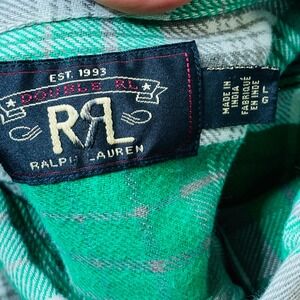 EST. 1993
DOUBLE RL
RRL
RALPH LAUREN
MADE IN
INDIA
FABRIQUÉ
EN INDE
L
G